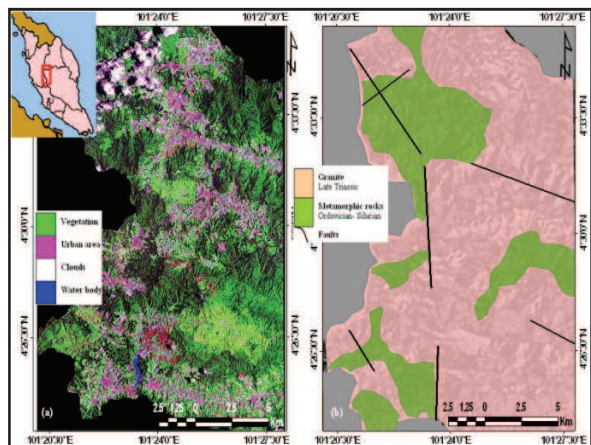 101°20'0"E 101°24'0"E 101°27'30"E
101°20'0"E 101°24'0"E 101°27'30"E
4°33'30"N
4°30'0"N
4°26'30"N
Vegetation
Urban area
Clouds
Water body
(a)
2.5 1.25 0 2.5 5
Km
101°20'0"E 101°24'0"E 101°27'30"E
4°33'30"N
4°30'0"N
4°26'30"N
Granite
Late Triassic
Metamorphic rocks
Ordovician- Silurian
Faults
(b)
2.5 1.25 0 2.5 5
Km
101°20'0"E 101°24'0"E 101°27'30"E